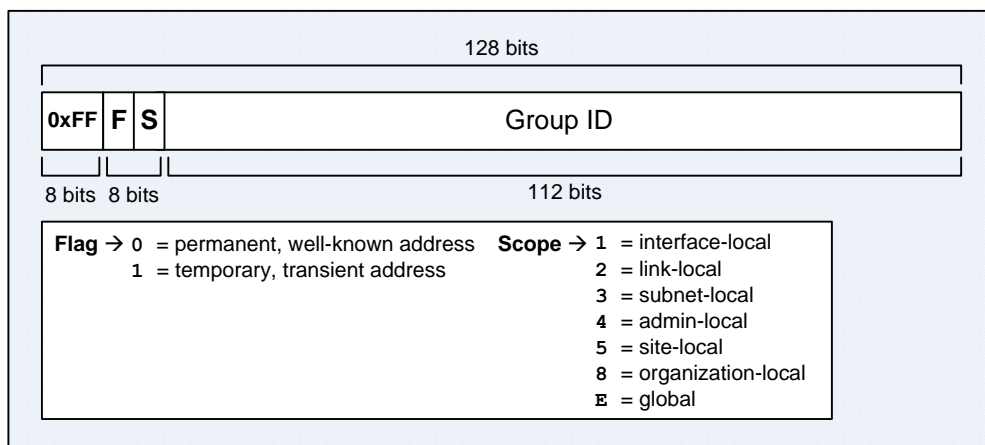 128 bits
0xFF F S Group ID
8 bits 8 bits 112 bits
Flag → 0 = permanent, well-known address
1 = temporary, transient address
Scope → 1 = interface-local
2 = link-local
3 = subnet-local
4 = admin-local
5 = site-local
8 = organization-local
E = global